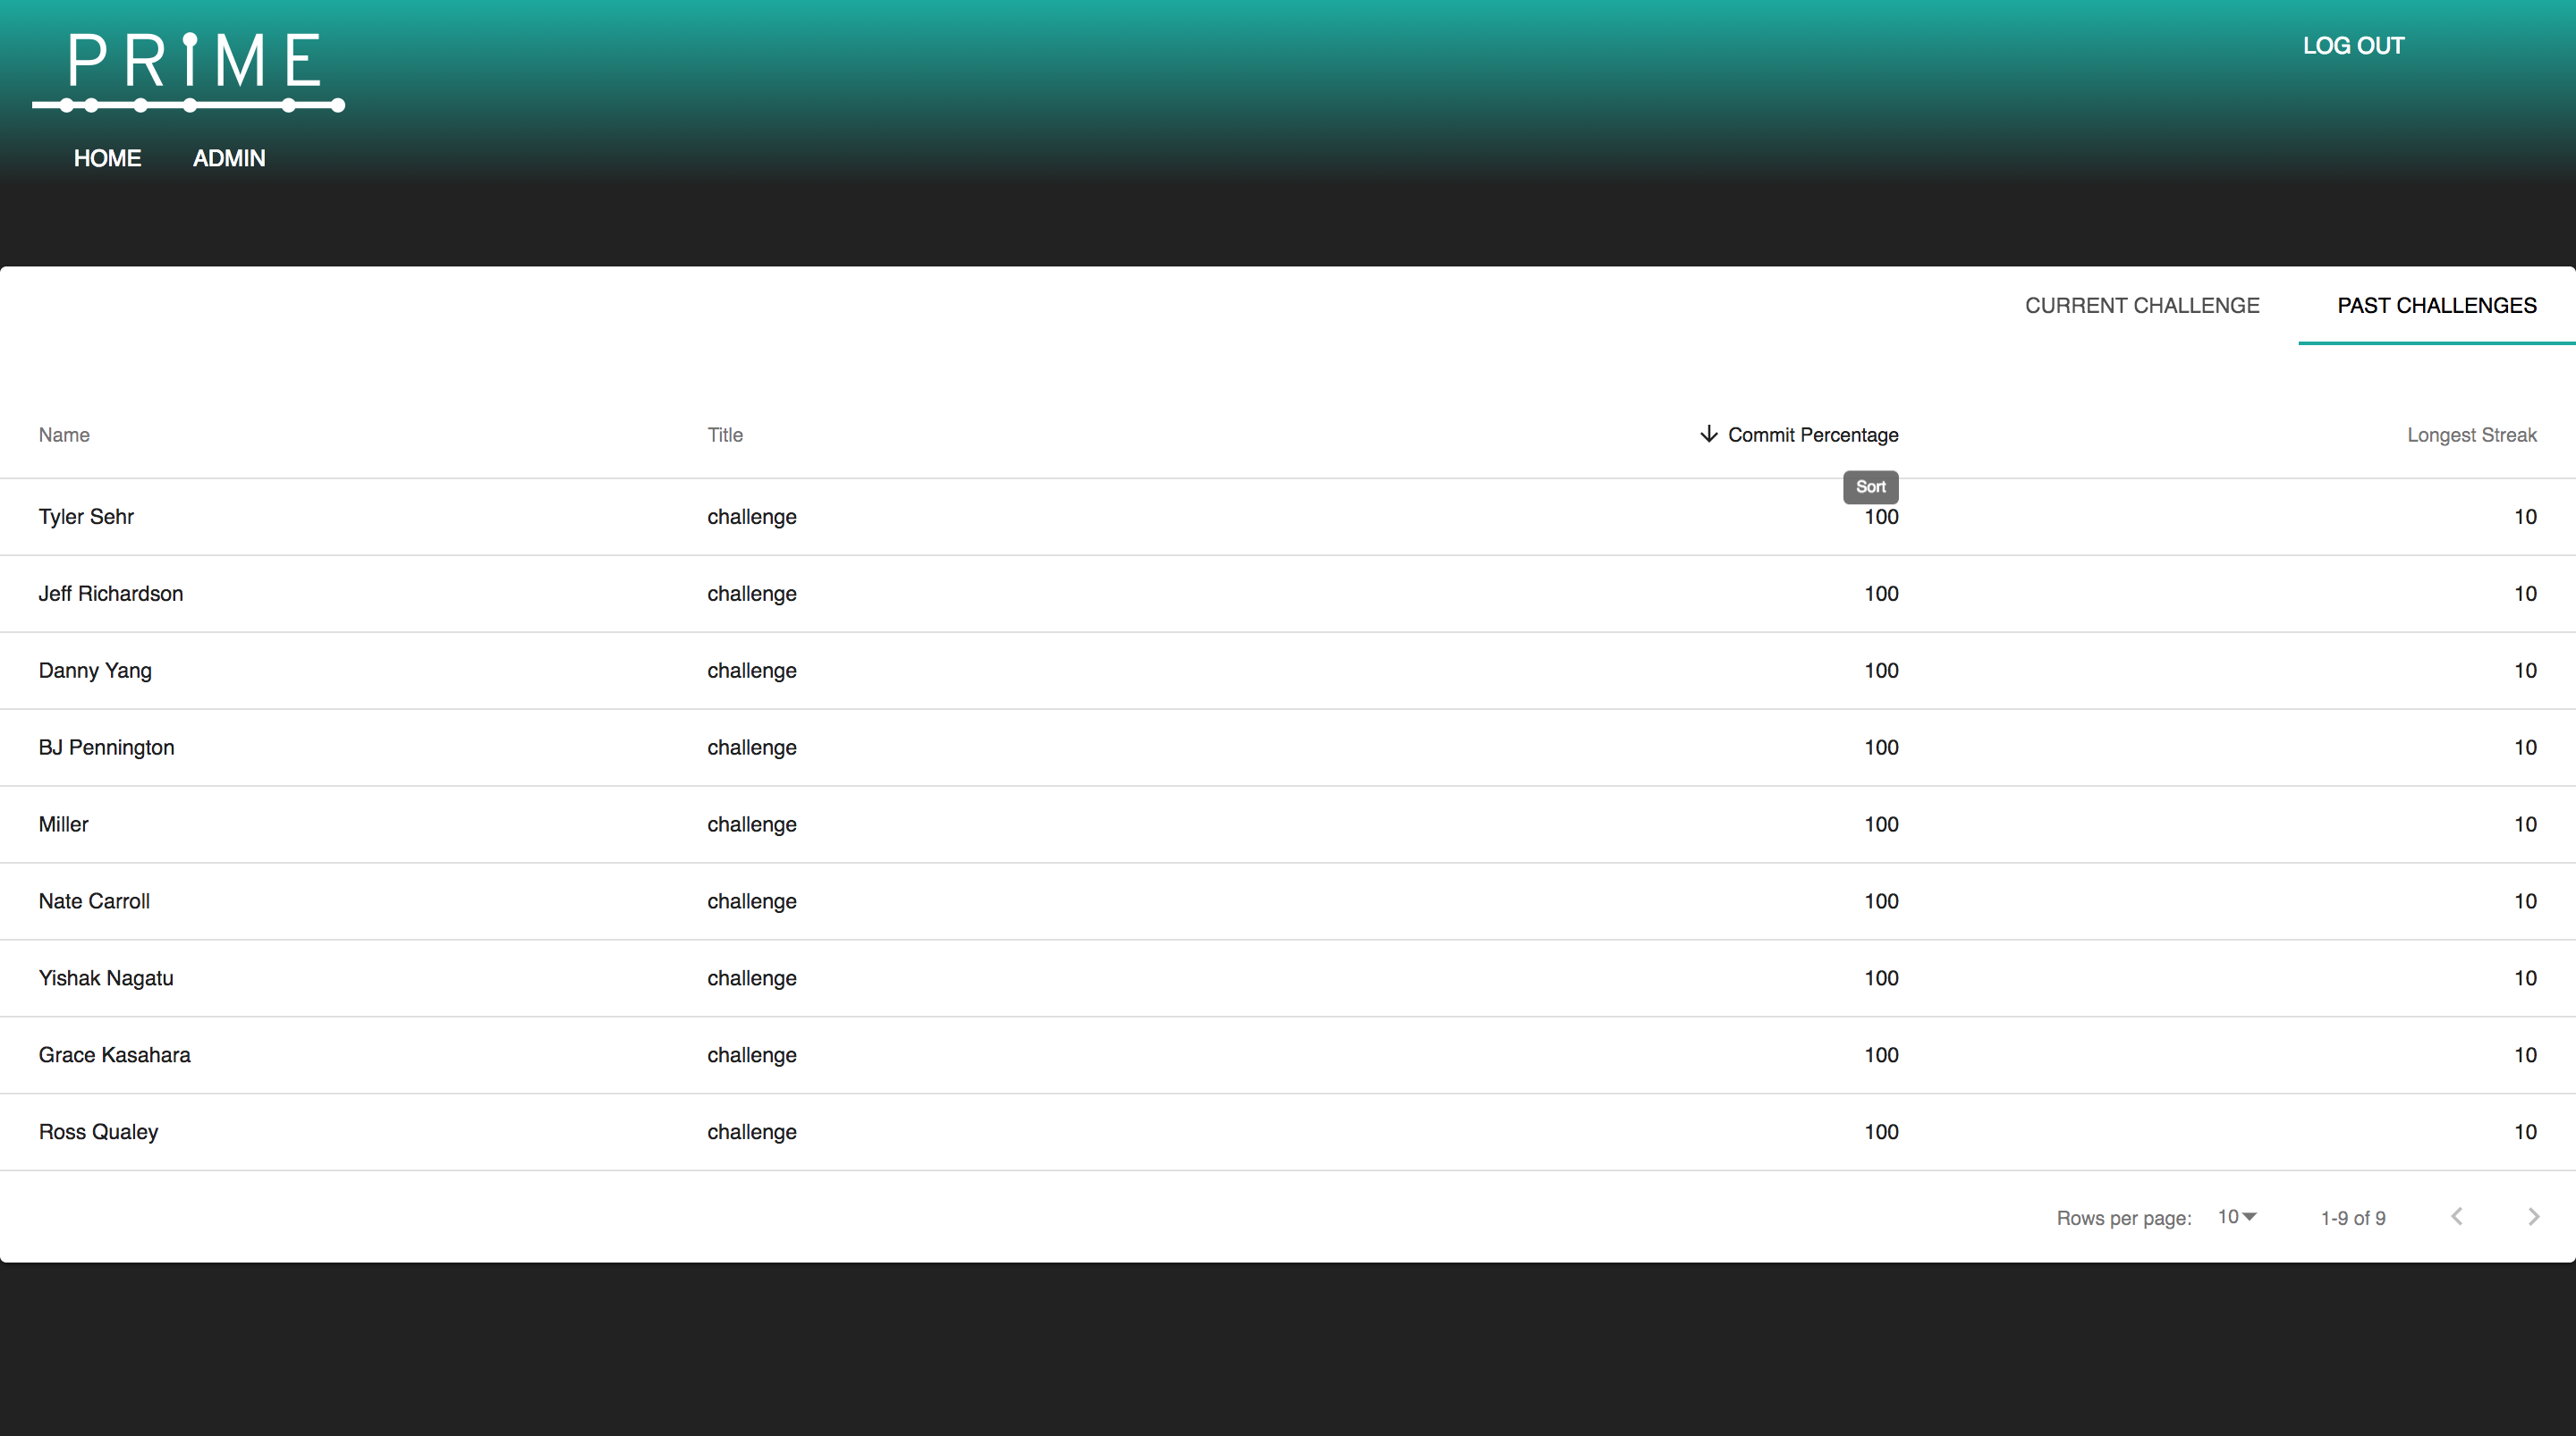 PRIME
LOG OUT
HOME ADMIN
CURRENT CHALLENGE PAST CHALLENGES
Name Title Commit Percentage Longest Streak
Sort
Tyler Sehr challenge 100 10
Jeff Richardson challenge 100 10
Danny Yang challenge 100 10
BJ Pennington challenge 100 10
Miller challenge 100 10
Nate Carroll challenge 100 10
Yishak Nagatu challenge 100 10
Grace Kasahara challenge 100 10
Ross Qualey challenge 100 10
Rows per page: 10 1-9 of 9